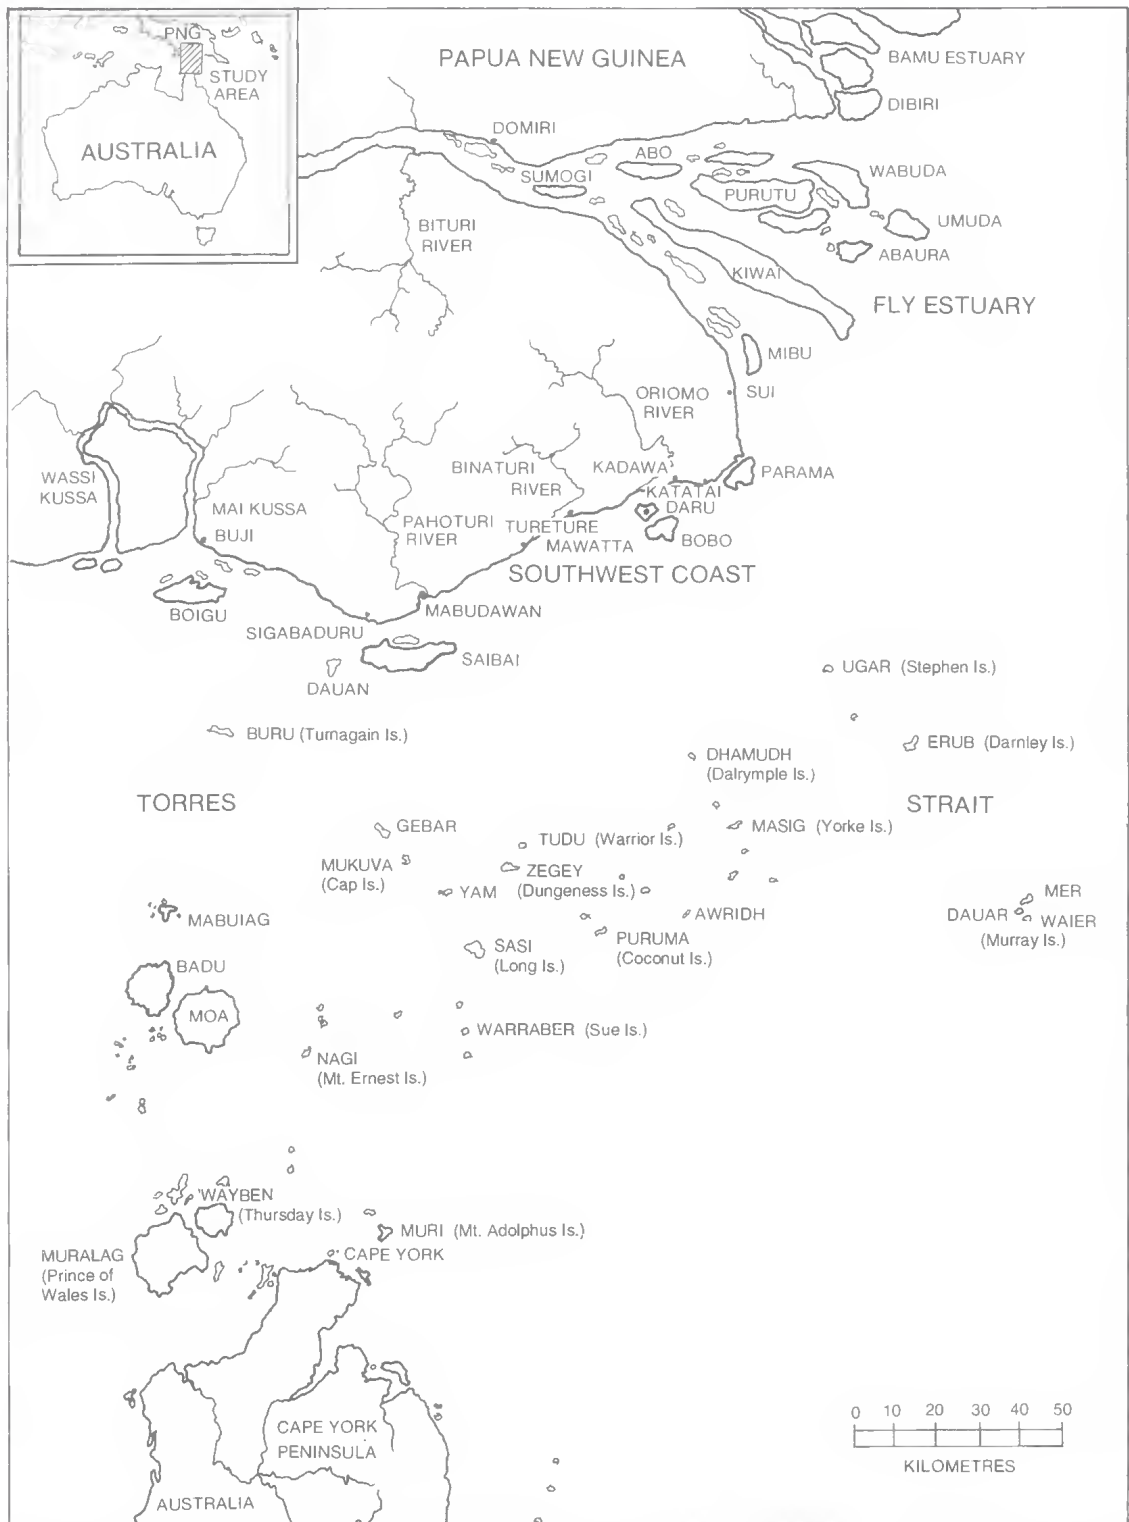 PNG
STUDY
AREA
AUSTRALIA
PAPUA NEW GUINEA
BAMU ESTUARY
DIBIRI
DOMIRI
ABO
SUMOGI
WABUDA
PURUTU
UMUDA
BITURI
RIVER
ABAURA
KIWAI
FLY ESTUARY
MIBU
ORIOMO
RIVER
SUI
WASSI
KUSSA
BINATURI
RIVER
KADAWA
PARAMA
KATATAI
MAI KUSSA
DARU
PAHOTURI
RIVER
TURETURE
BUJI
MAWATTA
BOBO
SOUTHWEST COAST
BOIGU
MABUDAWAN
SIGABADURU
SAIBAI
UGAR (Stephen Is.)
DAUAN
BURU (Turnagain Is.)
ERUB (Darnley Is.)
DHAMUDH
(Dalrymple Is.)
TORRES
STRAIT
GEBAR
TUDU (Warrior Is.)
MASIG (Yorke Is.)
MUKUVA
(Cap Is.)
ZEGEY
(Dungeness Is.)
YAM
MER
MABUIAG
AWRIDH
DAUAR
WAIER
(Murray Is.)
SASI
(Long Is.)
PURUMA
(Coconut Is.)
BADU
MOA
WARRABER (Sue Is.)
NAGI
(Mt. Ernest Is.)
WAYBEN
(Thursday Is.)
MURI (Mt. Adolphus Is.)
MURALAG
(Prince of
Wales Is.)
CAPE YORK
0 10 20 30 40 50
KILOMETRES
CAPE YORK
PENINSULA
AUSTRALIA